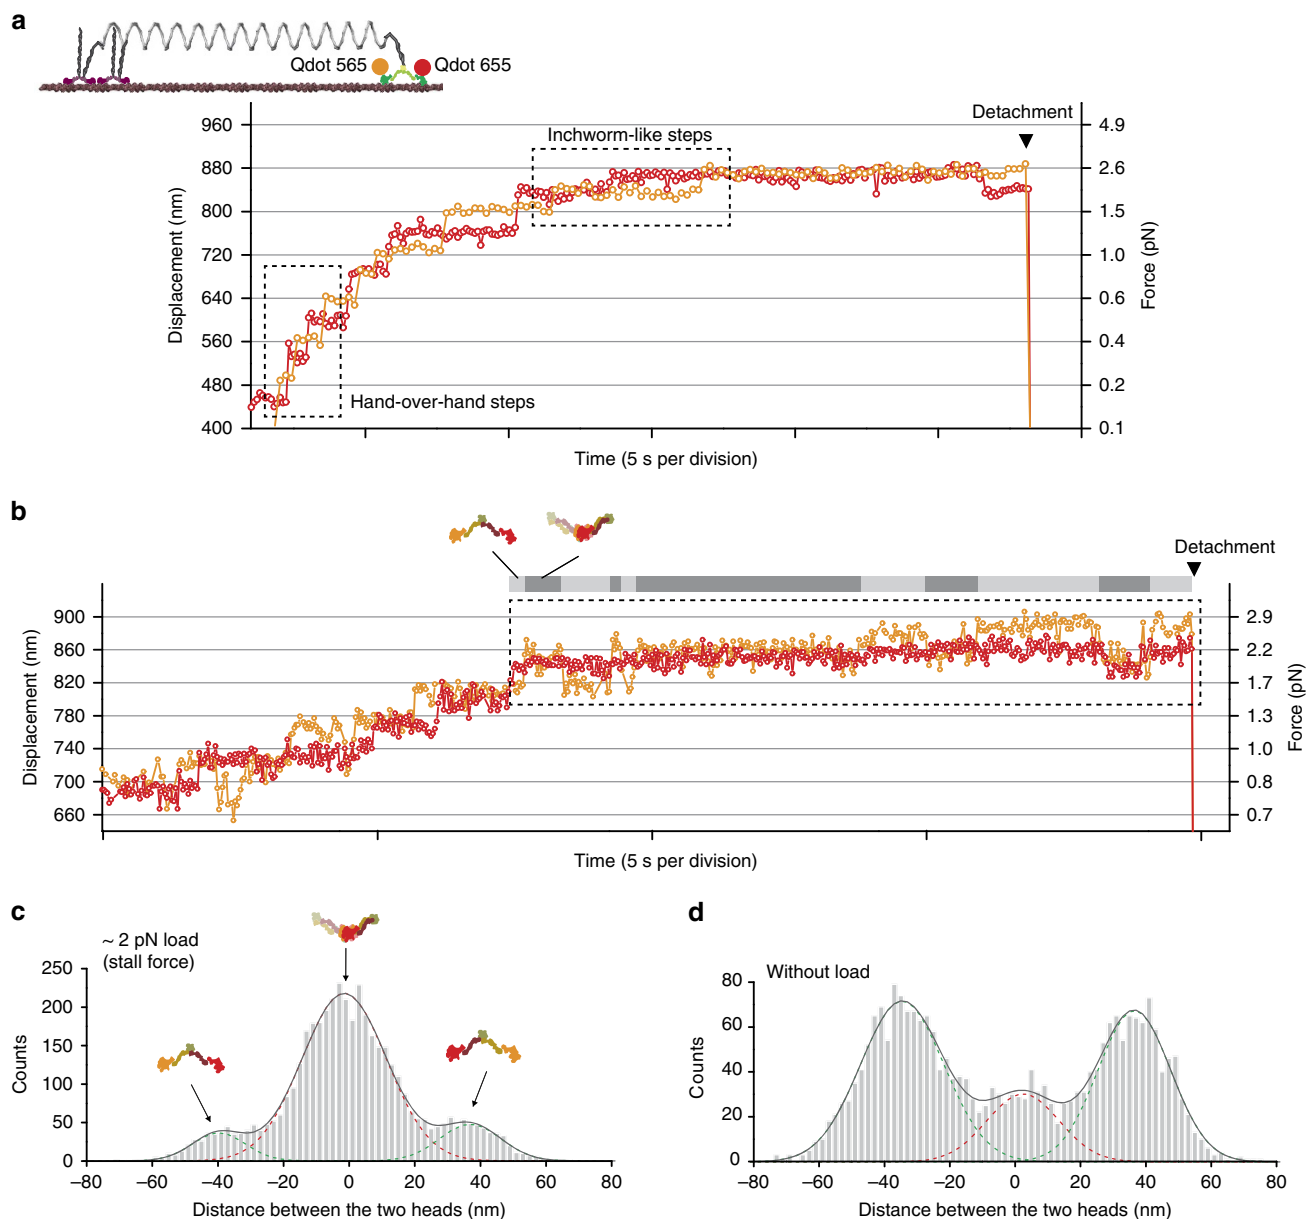 a
Qdot 565
Qdot 655
Detachment
Inchworm-like steps
Hand-over-hand steps
960
880
800
720
640
560
480
400
Displacement (nm)
4.9
2.6
1.5
1.0
0.6
0.4
0.2
0.1
Force (pN)
Time (5 s per division)
b
Detachment
900
860
820
780
740
700
660
Displacement (nm)
2.9
2.2
1.7
1.3
1.0
0.8
0.7
Force (pN)
Time (5 s per division)
c
~ 2 pN load
(stall force)
250
200
150
100
50
0
Counts
−80 −60 −40 −20 0 20 40 60 80
Distance between the two heads (nm)
d
Without load
80
60
40
20
0
Counts
−80 −60 −40 −20 0 20 40 60 80
Distance between the two heads (nm)